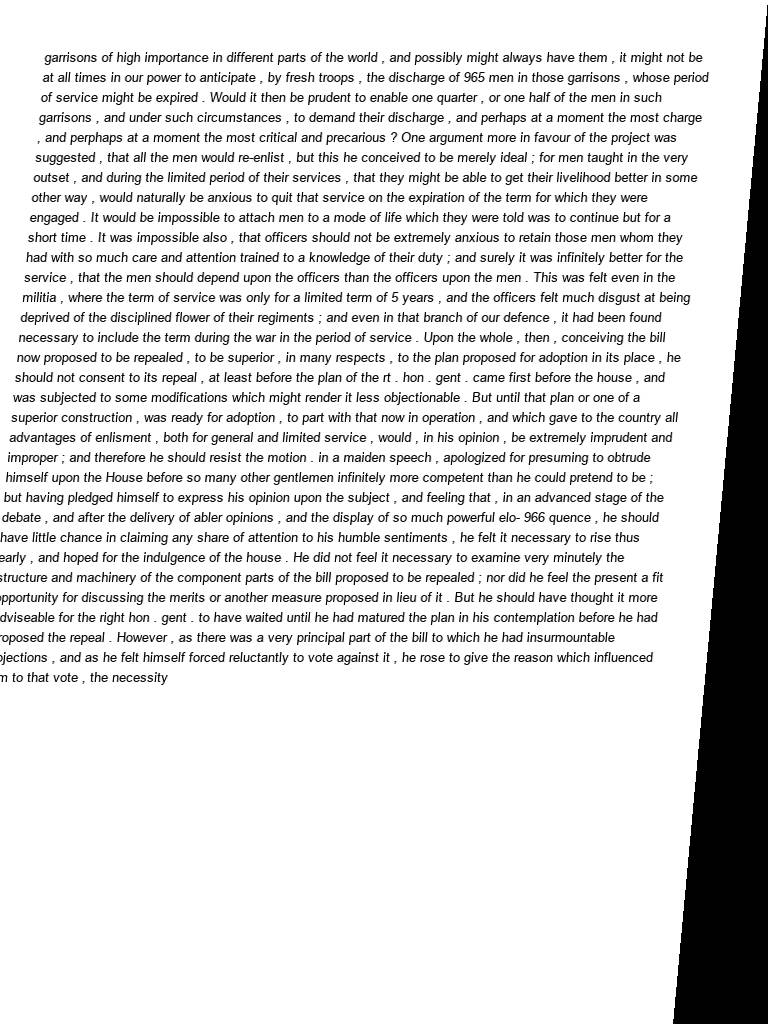 garrisons of high importance in different parts of the world , and possibly might always have them , it might not be
at all times in our power to anticipate , by fresh troops , the discharge of 965 men in those garrisons , whose period
of service might be expired . Would it then be prudent to enable one quarter , or one half of the men in such
garrisons , and under such circumstances , to demand their discharge , and perhaps at a moment the most charge
, and perphaps at a moment the most critical and precarious ? One argument more in favour of the project was
suggested , that all the men would re-enlist , but this he conceived to be merely ideal ; for men taught in the very
outset , and during the limited period of their services , that they might be able to get their livelihood better in some
other way , would naturally be anxious to quit that service on the expiration of the term for which they were
engaged . It would be impossible to attach men to a mode of life which they were told was to continue but for a
short time . It was impossible also , that officers should not be extremely anxious to retain those men whom they
had with so much care and attention trained to a knowledge of their duty ; and surely it was infinitely better for the
service , that the men should depend upon the officers than the officers upon the men . This was felt even in the
militia , where the term of service was only for a limited term of 5 years , and the officers felt much disgust at being
deprived of the disciplined flower of their regiments ; and even in that branch of our defence , it had been found
necessary to include the term during the war in the period of service . Upon the whole , then , conceiving the bill
now proposed to be repealed , to be superior , in many respects , to the plan proposed for adoption in its place , he
should not consent to its repeal , at least before the plan of the rt . hon . gent . came first before the house , and
was subjected to some modifications which might render it less objectionable . But until that plan or one of a
superior construction , was ready for adoption , to part with that now in operation , and which gave to the country all
advantages of enlisment , both for general and limited service , would , in his opinion , be extremely imprudent and
improper ; and therefore he should resist the motion . in a maiden speech , apologized for presuming to obtrude
himself upon the House before so many other gentlemen infinitely more competent than he could pretend to be ;
but having pledged himself to express his opinion upon the subject , and feeling that , in an advanced stage of the
debate , and after the delivery of abler opinions , and the display of so much powerful elo- 966 quence , he should
have little chance in claiming any share of attention to his humble sentiments , he felt it necessary to rise thus
early , and hoped for the indulgence of the house . He did not feel it necessary to examine very minutely the
structure and machinery of the component parts of the bill proposed to be repealed ; nor did he feel the present a fit
opportunity for discussing the merits or another measure proposed in lieu of it . But he should have thought it more
dviseable for the right hon . gent . to have waited until he had matured the plan in his contemplation before he had
roposed the repeal . However , as there was a very principal part of the bill to which he had insurmountable
jections , and as he felt himself forced reluctantly to vote against it , he rose to give the reason which influenced
m to that vote , the necessity